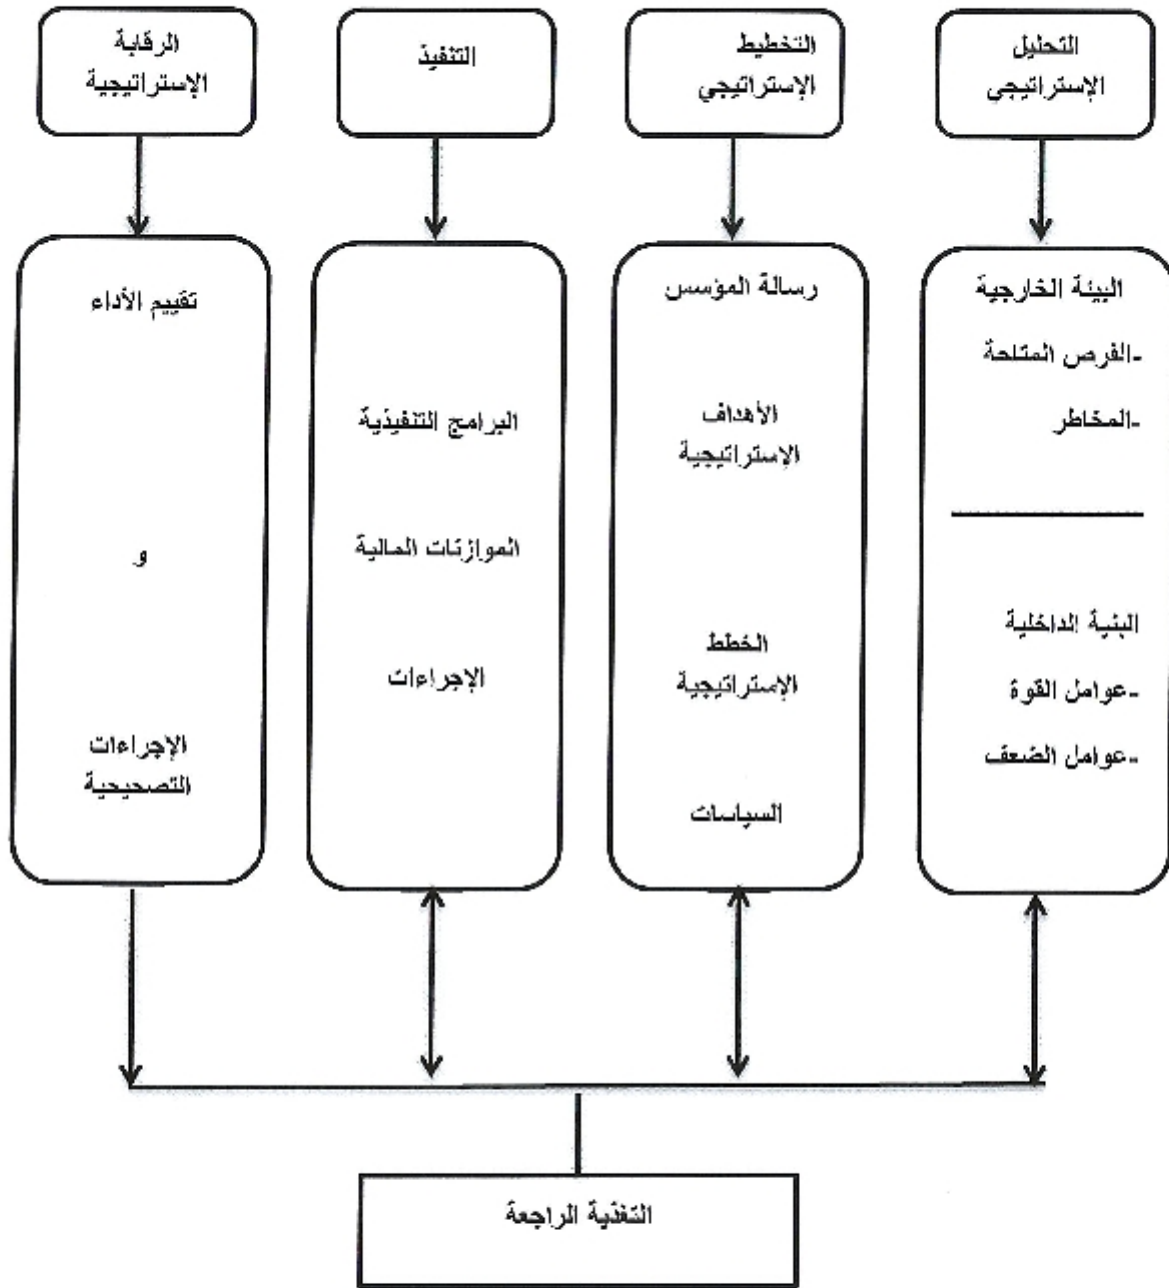 التحليل
الإستراتيجي
التخطيط
الإستراتيجي
التنفيذ
الرقابة
الإستراتيجية
البيئة الخارجية
-الفرص المتاحة
-المخاطر
البنية الداخلية
-عوامل القوة
-عوامل الضعف
رسالة المؤسس
الأهداف
الإستراتيجية
الخطط
الإستراتيجية
السياسات
البرامج التنفيذية
الموازنات المالية
الإجراءات
تقييم الأداء
و
الإجراءات
التصحيحية
التغذية الراجعة